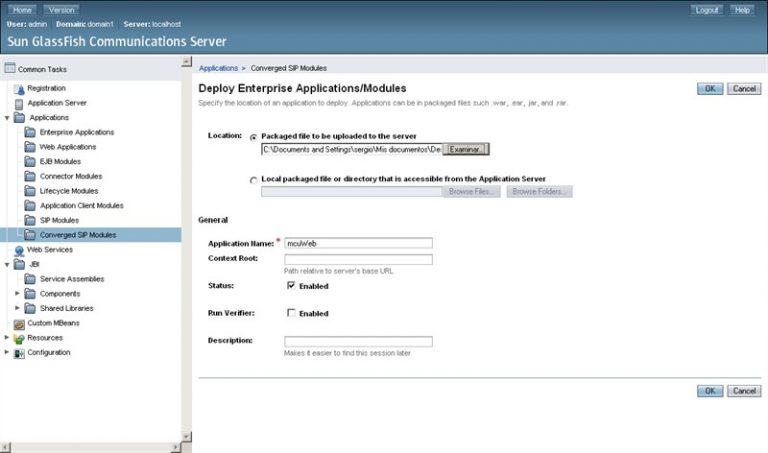 Home Version Logout Help
User: admin Domain: domain1 Server: localhost
Sun GlassFish Communications Server
Common Tasks
Registration
Application Server
Applications
Enterprise Applications
Web Applications
EJB Modules
Connector Modules
Lifecycle Modules
Application Client Modules
SIP Modules
Converged SIP Modules
Web Services
JBI
Service Assemblies
Components
Shared Libraries
Custom MBeans
Resources
Configuration
Applications > Converged SIP Modules
Deploy Enterprise Applications/Modules OK Cancel
Specify the location of an application to deploy. Applications can be in packaged files such .war, .ear, jar, and .rar.
Location: Packaged file to be uploaded to the server
C:\Documents and Settings\sergio\Mis documentos\De Examinar...
Local packaged file or directory that is accessible from the Application Server
Browse Files... Browse Folders...
General
Application Name: * mcuWeb
Context Root:
Path relative to server's base URL
Status: Enabled
Run Verifier: Enabled
Description:
Makes it easier to find this session later
OK Cancel